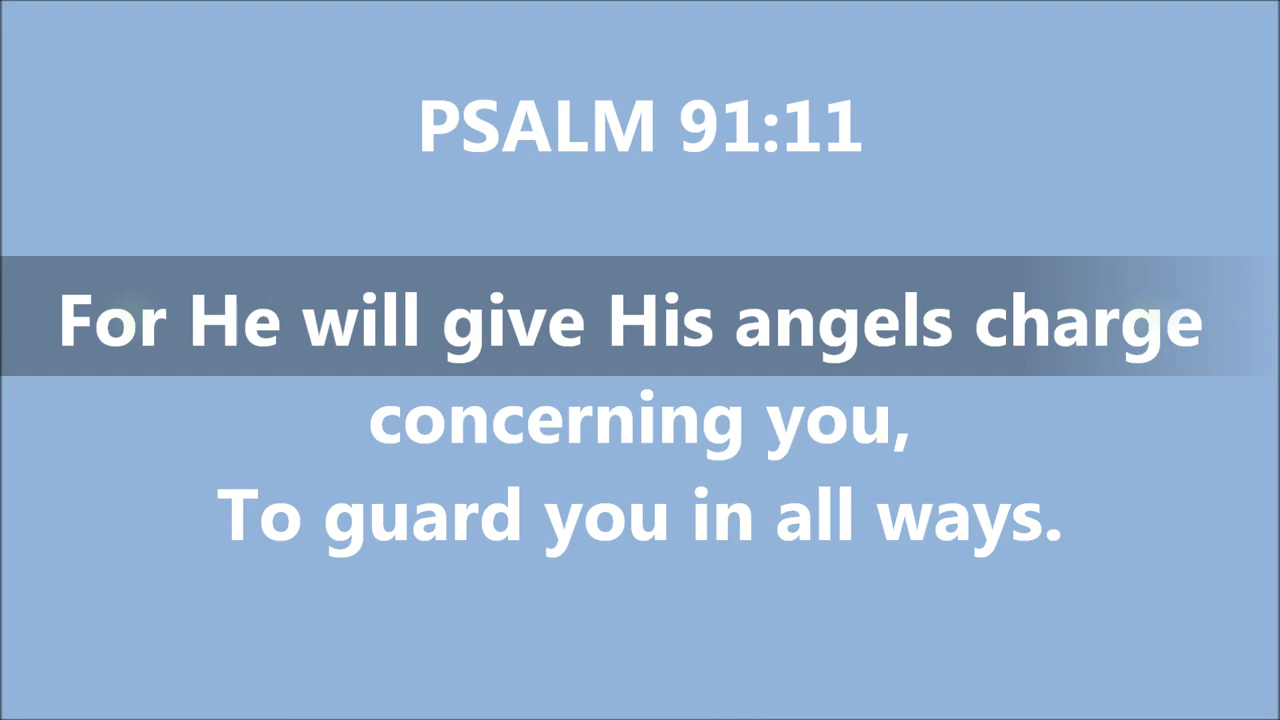 PSALM 91:11
For He will give His angels charge
concerning you,
To guard you in all ways.